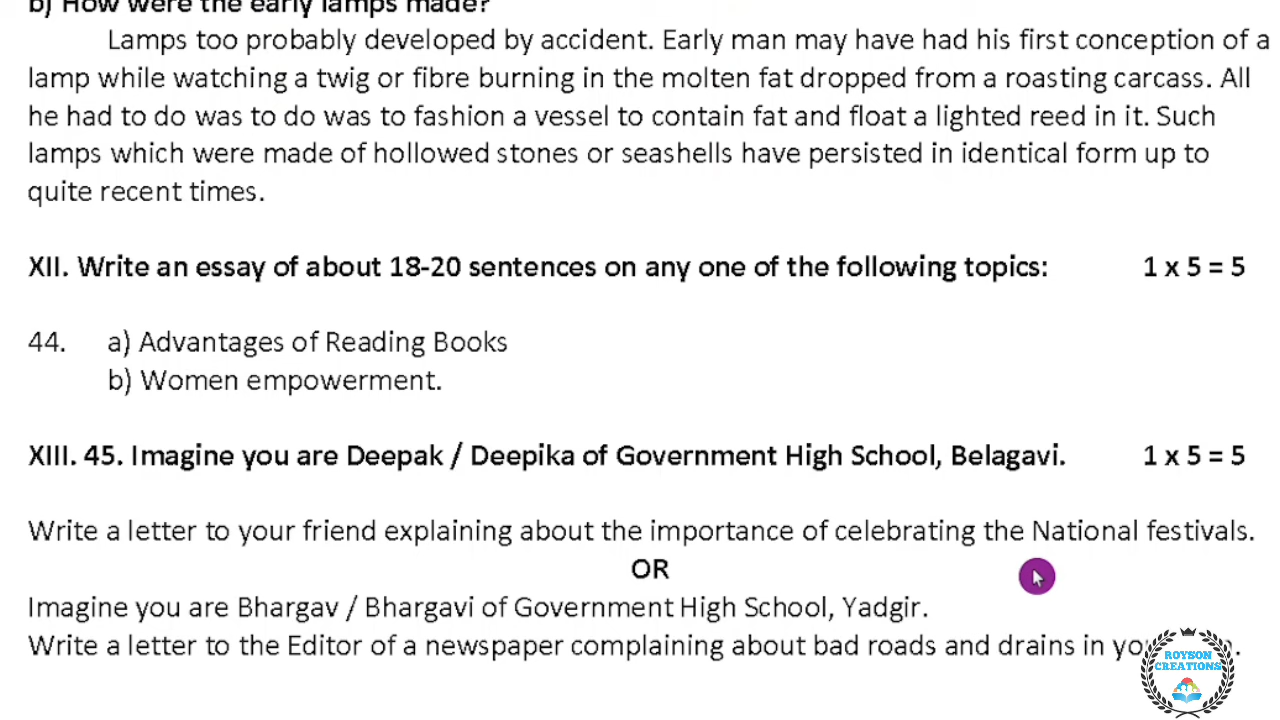 b) How were the early lamps made?
Lamps too probably developed by accident. Early man may have had his first conception of a
lamp while watching a twig or fibre burning in the molten fat dropped from a roasting carcass. All
he had to do was to do was to fashion a vessel to contain fat and float a lighted reed in it. Such
lamps which were made of hollowed stones or seashells have persisted in identical form up to
quite recent times.
XII. Write an essay of about 18-20 sentences on any one of the following topics: 1 x 5 = 5
44. a) Advantages of Reading Books
b) Women empowerment.
XIII. 45. Imagine you are Deepak / Deepika of Government High School, Belagavi. 1 x 5 = 5
Write a letter to your friend explaining about the importance of celebrating the National festivals.
OR
Imagine you are Bhargav / Bhargavi of Government High School, Yadgir.
Write a letter to the Editor of a newspaper complaining about bad roads and drains in
ROYSON
CREATIONS